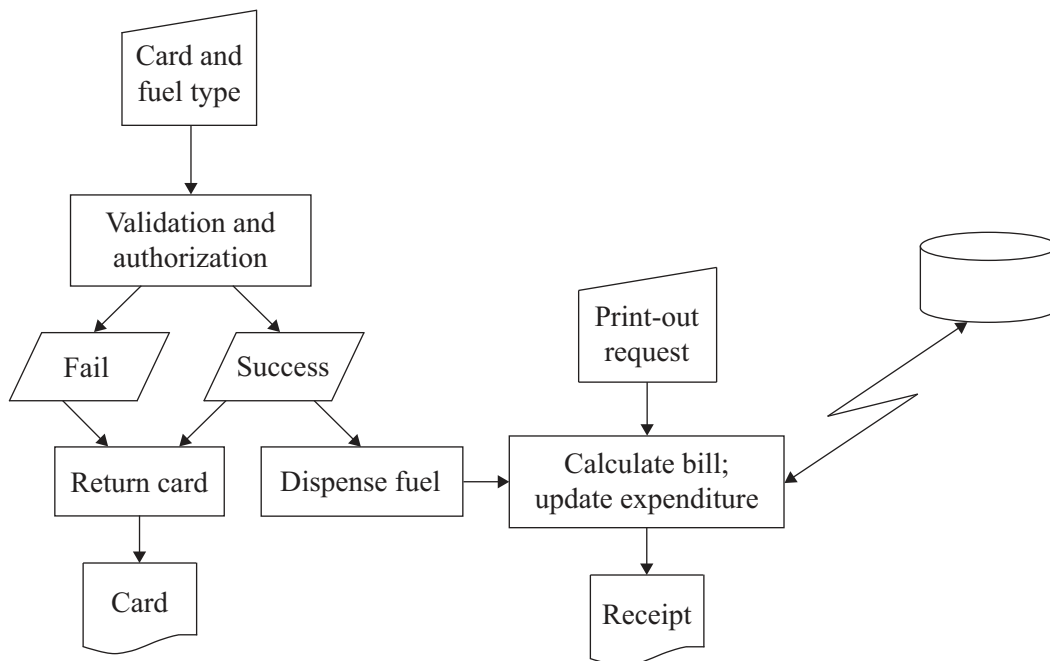 Card and
fuel type
Validation and
authorization
Fail
Success
Print-out
request
Return card
Dispense fuel
Calculate bill;
update expenditure
Card
Receipt